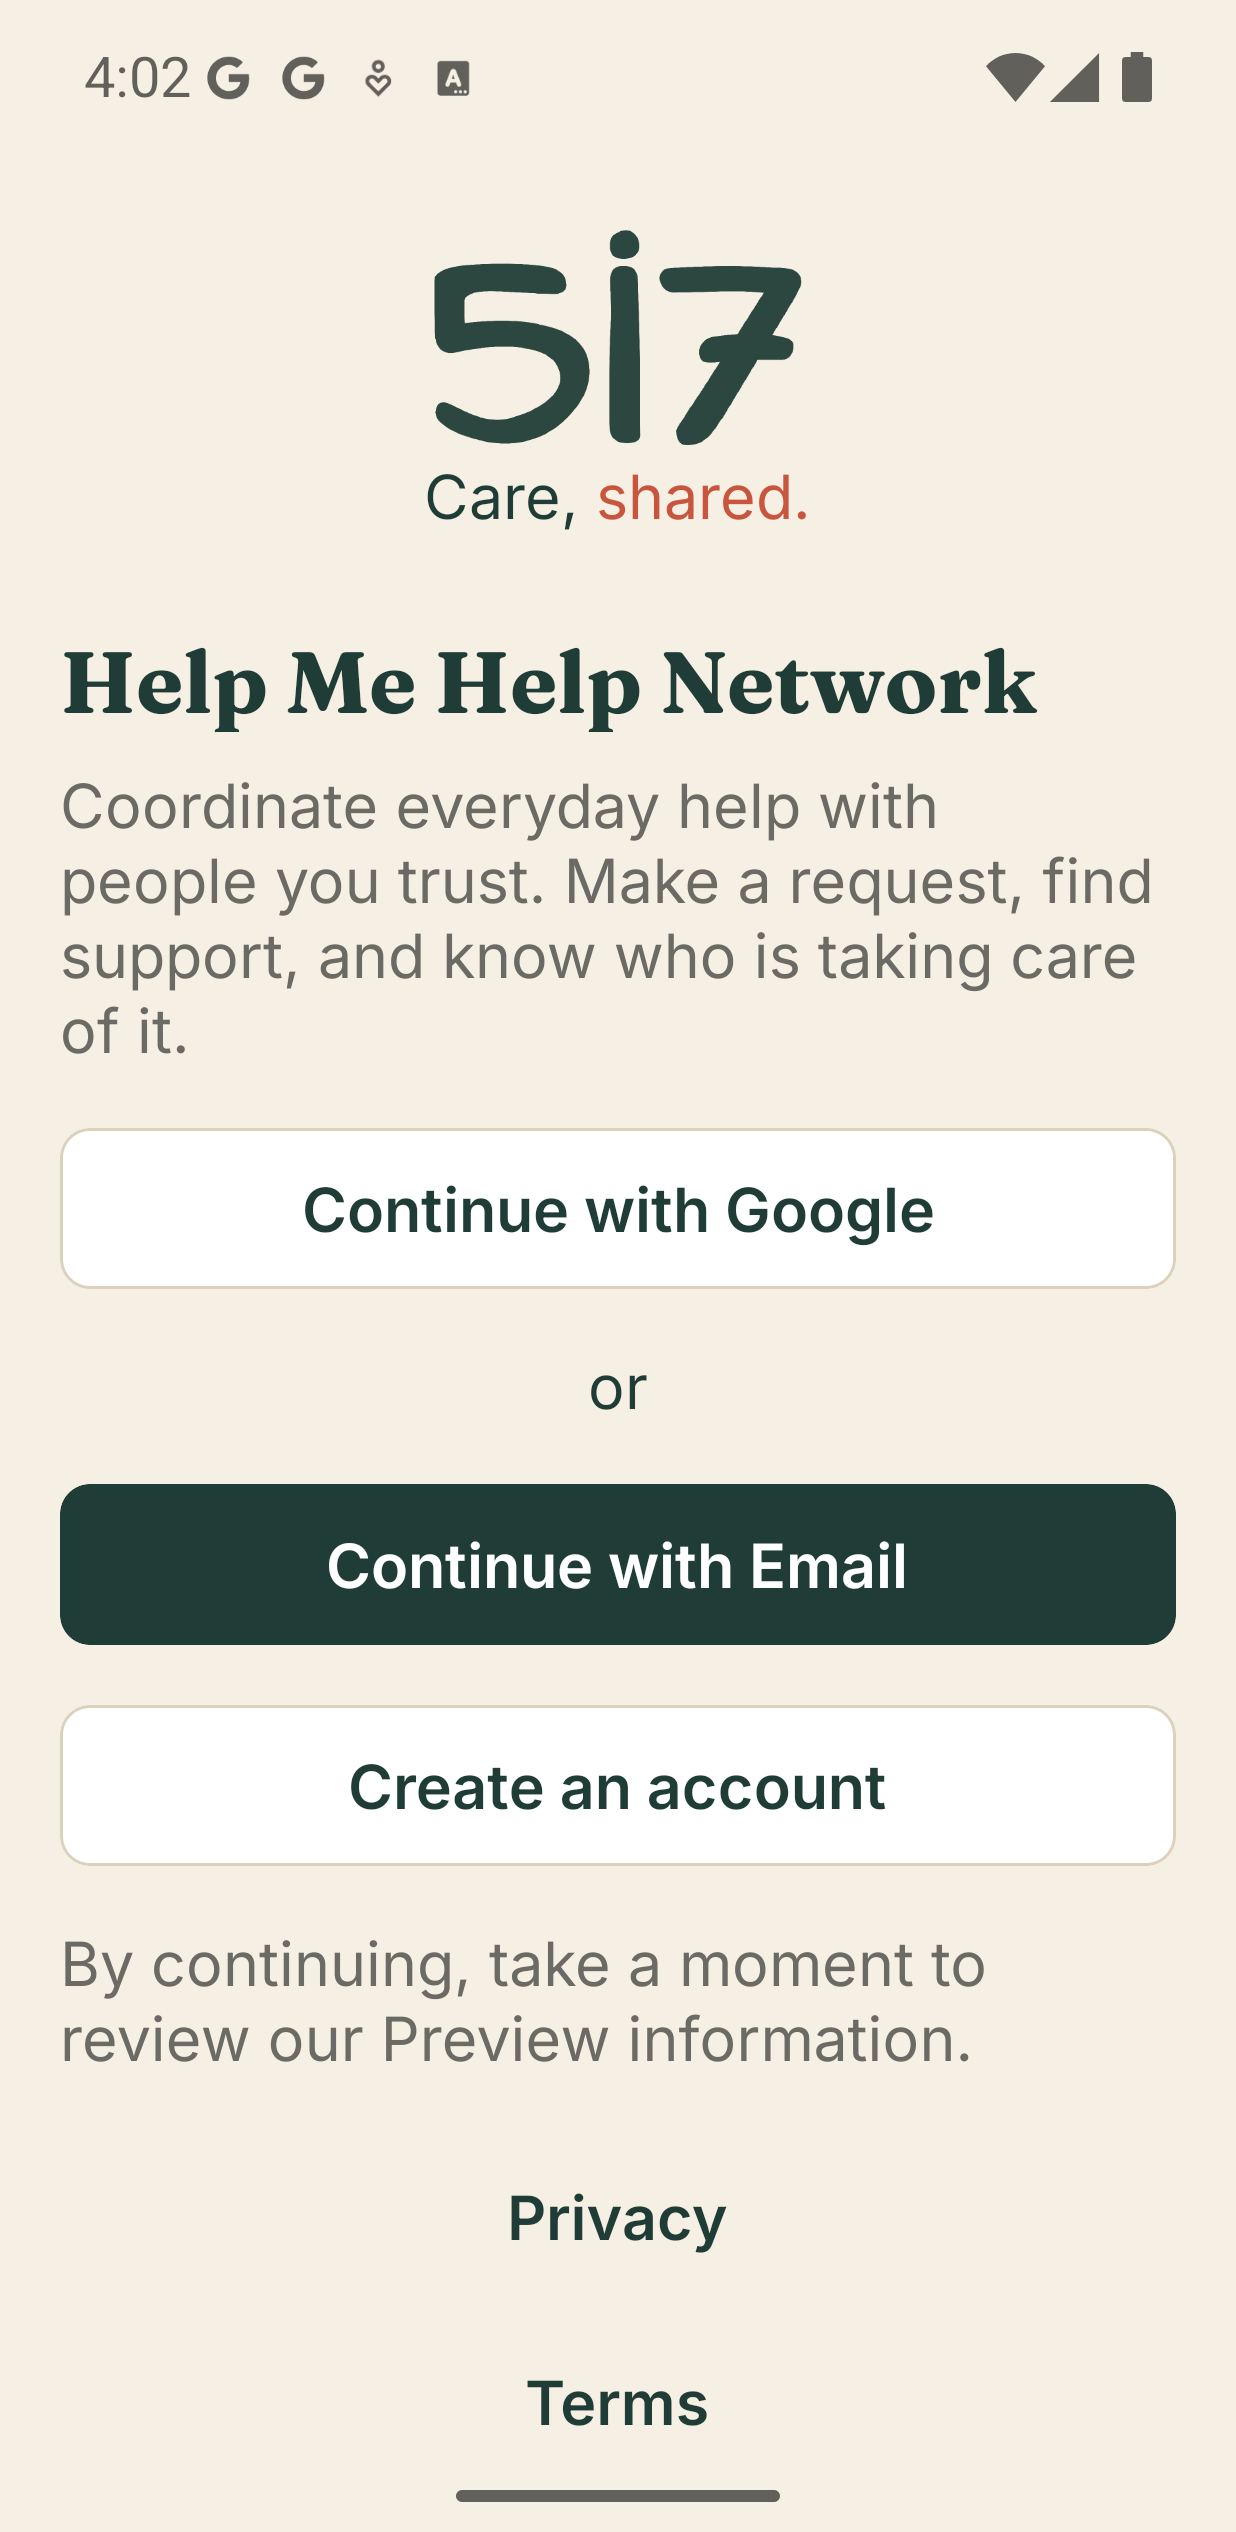 4:02
5i7
Care, shared.
Help Me Help Network
Coordinate everyday help with
people you trust. Make a request, find
support, and know who is taking care
of it.
Continue with Google
or
Continue with Email
Create an account
By continuing, take a moment to
review our Preview information.
Privacy
Terms